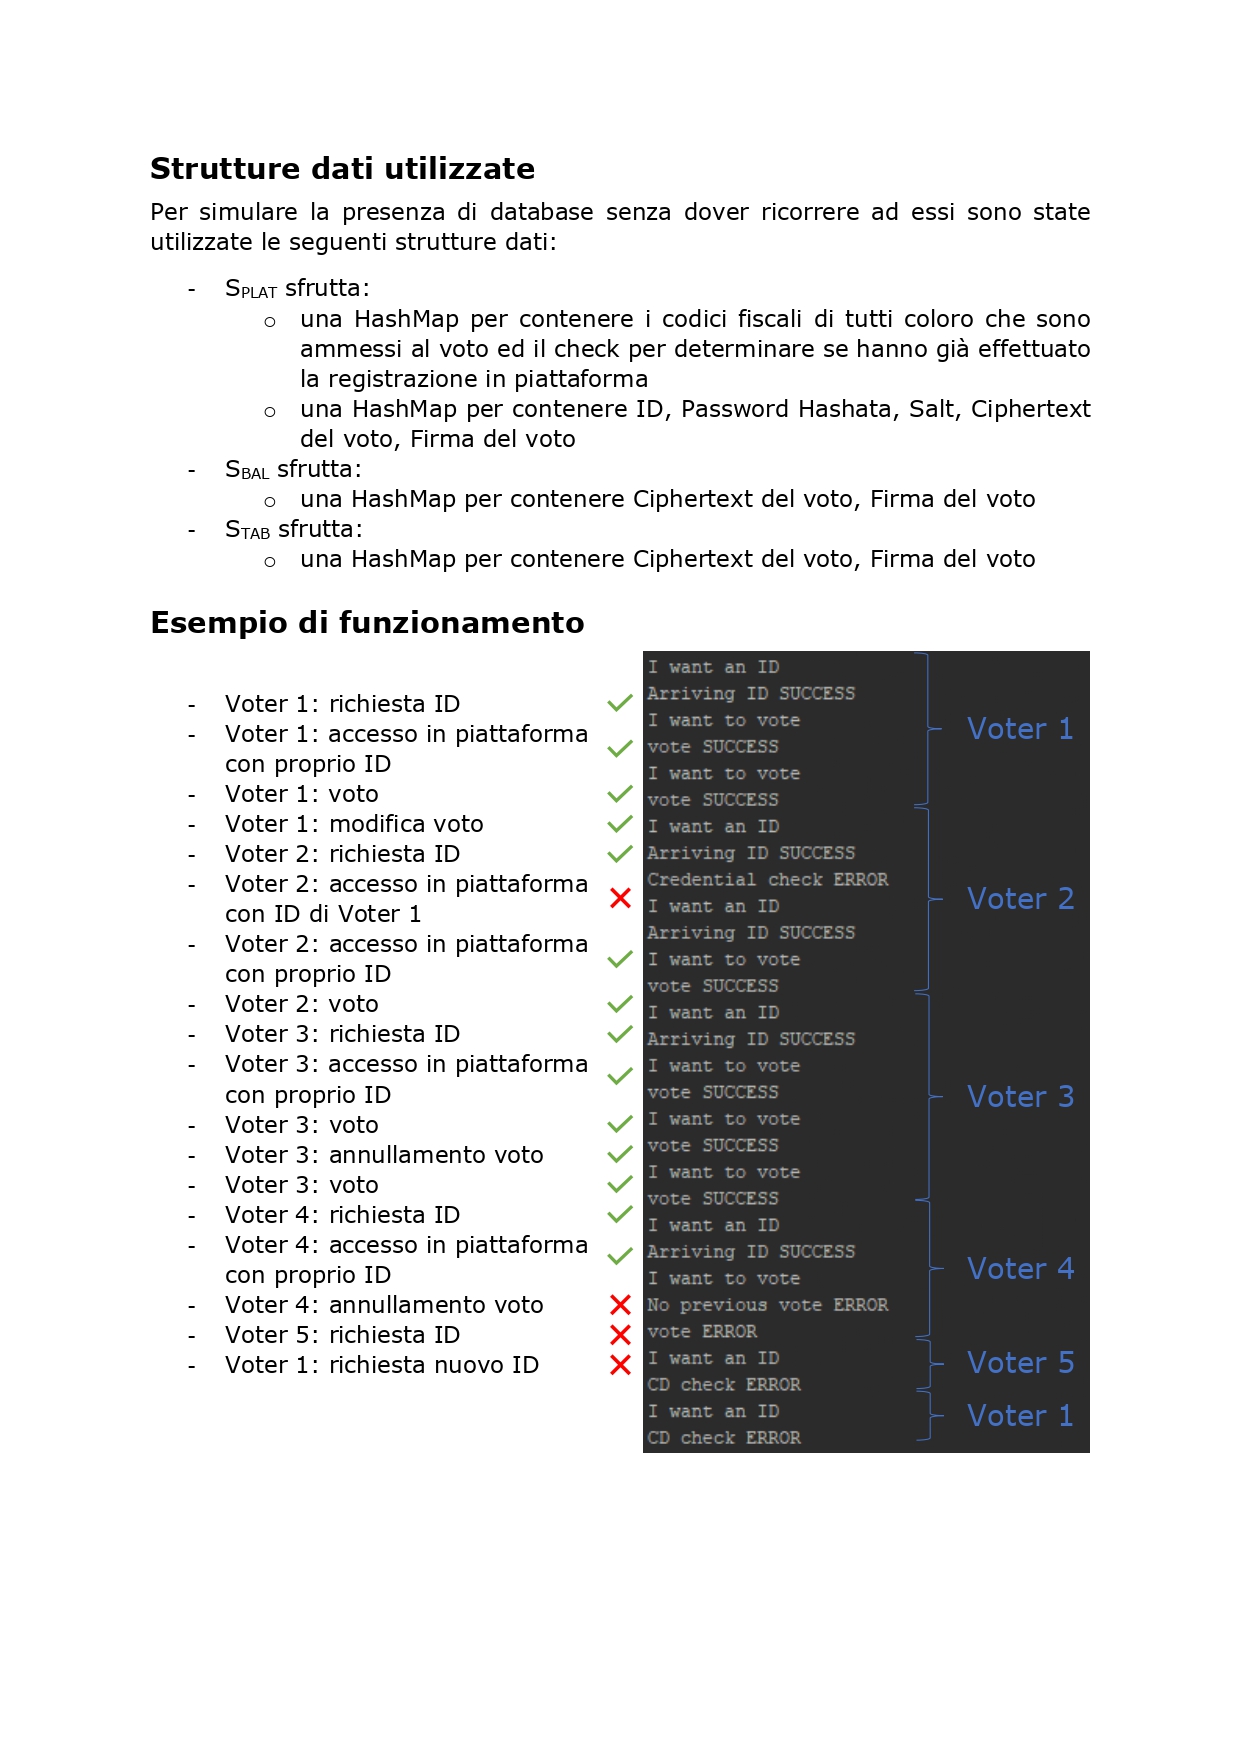 Strutture dati utilizzate
Per simulare la presenza di database senza dover ricorrere ad essi sono state
utilizzate le seguenti strutture dati:
- SPLAT sfrutta:
o una HashMap per contenere i codici fiscali di tutti coloro che sono
ammessi al voto ed il check per determinare se hanno già effettuato
la registrazione in piattaforma
o una HashMap per contenere ID, Password Hashata, Salt, Ciphertext
del voto, Firma del voto
- SBAL sfrutta:
o una HashMap per contenere Ciphertext del voto, Firma del voto
- STAB sfrutta:
o una HashMap per contenere Ciphertext del voto, Firma del voto
Esempio di funzionamento
- Voter 1: richiesta ID
- Voter 1: accesso in piattaforma
con proprio ID
- Voter 1: voto
- Voter 1: modifica voto
- Voter 2: richiesta ID
- Voter 2: accesso in piattaforma
con ID di Voter 1
- Voter 2: accesso in piattaforma
con proprio ID
- Voter 2: voto
- Voter 3: richiesta ID
- Voter 3: accesso in piattaforma
con proprio ID
- Voter 3: voto
- Voter 3: annullamento voto
- Voter 3: voto
- Voter 4: richiesta ID
- Voter 4: accesso in piattaforma
con proprio ID
- Voter 4: annullamento voto
- Voter 5: richiesta ID
- Voter 1: richiesta nuovo ID
I want an ID
Arriving ID SUCCESS
I want to vote
vote SUCCESS
I want to vote
vote SUCCESS
I want an ID
Arriving ID SUCCESS
Credential check ERROR
I want an ID
Arriving ID SUCCESS
I want to vote
vote SUCCESS
I want an ID
Arriving ID SUCCESS
I want to vote
vote SUCCESS
I want to vote
vote SUCCESS
I want to vote
vote SUCCESS
I want an ID
Arriving ID SUCCESS
I want to vote
No previous vote ERROR
vote ERROR
I want an ID
CD check ERROR
I want an ID
CD check ERROR
Voter 1
Voter 2
Voter 3
Voter 4
Voter 5
Voter 1